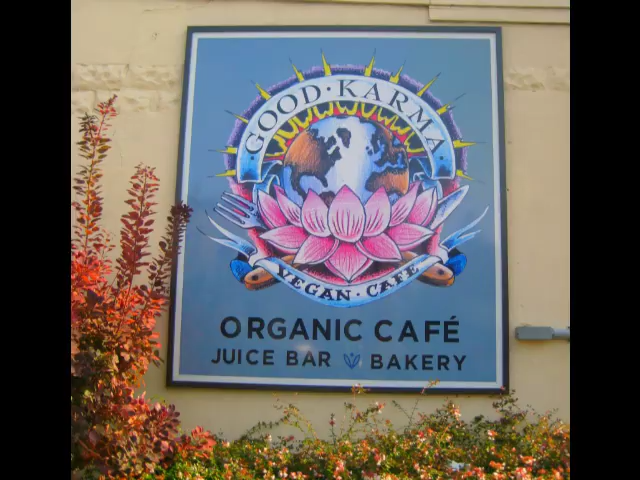 GOOD · KARMA
VEGAN · CAFE
ORGANIC CAFÉ
JUICE BAR BAKERY